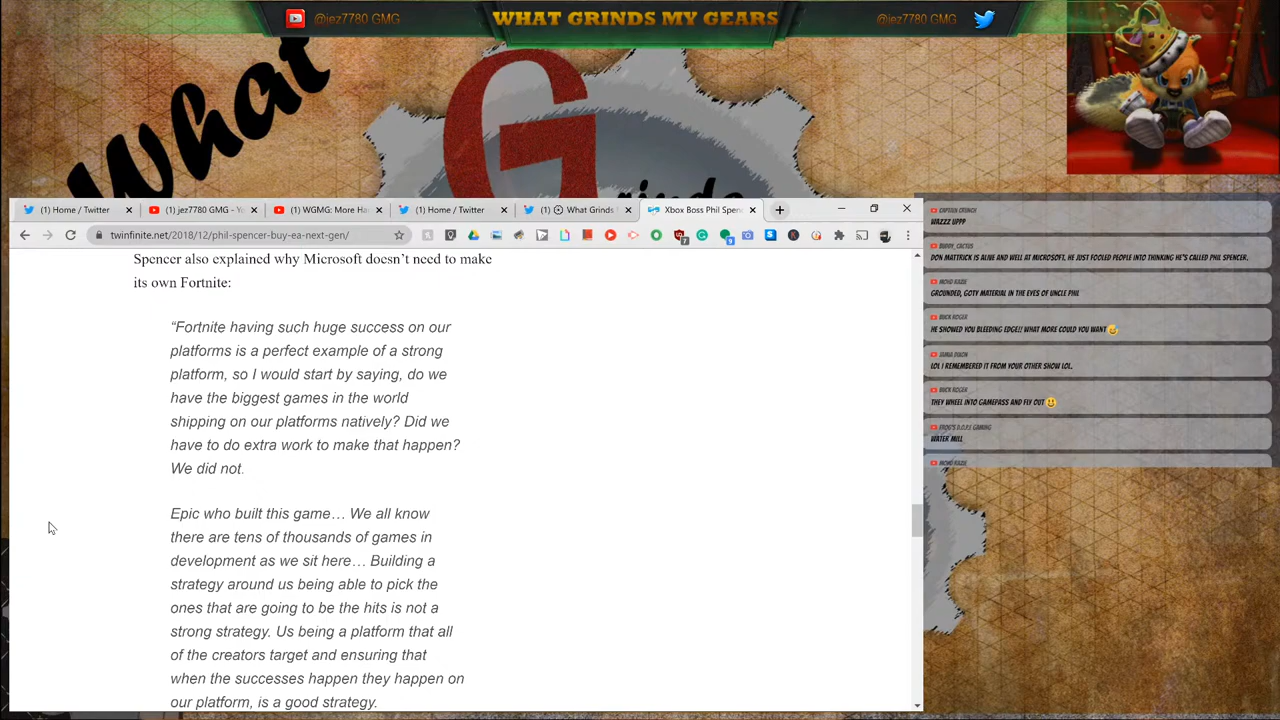 @jez7780 GMG
WHAT GRINDS MY GEARS
@jez7780 GMG
What
G
(1) Home / Twitter
(1) jez7780 GMG - Y
(1) WGMG: More Ha
(1) Home / Twitter
(1) What Grinds
Xbox Boss Phil Spen
twinfinite.net/2018/12/phil-spencer-buy-ea-next-gen/
Spencer also explained why Microsoft doesn't need to make
its own Fortnite:
“Fortnite having such huge success on our
platforms is a perfect example of a strong
platform, so I would start by saying, do we
have the biggest games in the world
shipping on our platforms natively? Did we
have to do extra work to make that happen?
We did not.
Epic who built this game… We all know
there are tens of thousands of games in
development as we sit here… Building a
strategy around us being able to pick the
ones that are going to be the hits is not a
strong strategy. Us being a platform that all
of the creators target and ensuring that
when the successes happen they happen on
our platform, is a good strategy.
CAPTAIN CRUNCH
WAZZZ UPPP
BUDDY_CACTUS
DON MATTRICK IS ALIVE AND WELL AT MICROSOFT. HE JUST FOOLED PEOPLE INTO THINKING HE'S CALLED PHIL SPENCER.
GROUNDED, GOTY MATERIAL IN THE EYES OF UNCLE PHIL
BUCK ROGER
HE SHOWED YOU BLEEDING EDGE!! WHAT MORE COULD YOU WANT
LOL I REMEMBERED IT FROM YOUR OTHER SHOW LOL.
BUCK ROGER
THEY WHEEL INTO GAMEPASS AND FLY OUT
FROG'S D.O.P.E GAMING
WATER MILL